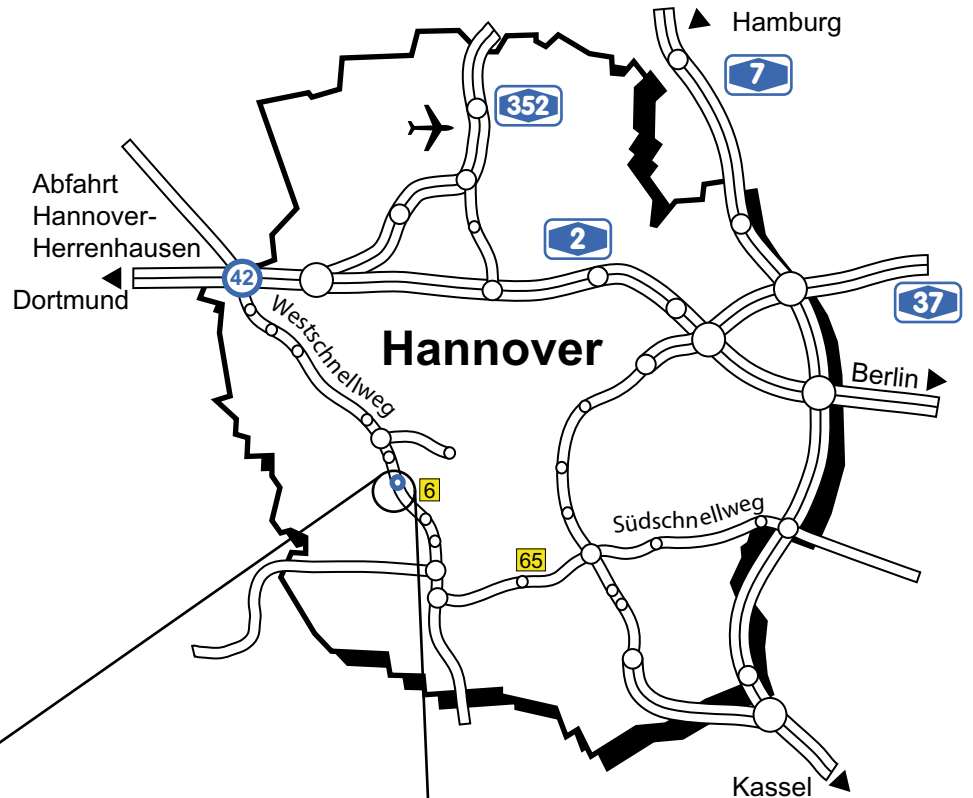 Hamburg
7
352
Abfahrt
Hannover-
Herrenhausen
2
42
Dortmund
37
Westschnellweg
Hannover
Berlin
6
Südschnellweg
65
Kassel